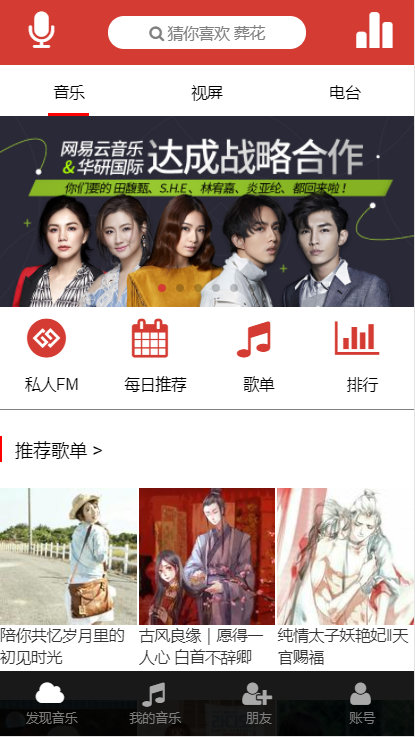 猜你喜欢 葬花
音乐 视屏 电台
网易云音乐
&华研国际 达成战略合作
你们要的 田馥甄、S.H.E、林宥嘉、炎亚纶、都回来啦！
私人FM 每日推荐 歌单 排行
推荐歌单 >
陪你共忆岁月里的
初见时光
古风良缘｜愿得一
人心 白首不辞卿
纯情太子妖艳妃‖天
官赐福
发现音乐 我的音乐 朋友 账号